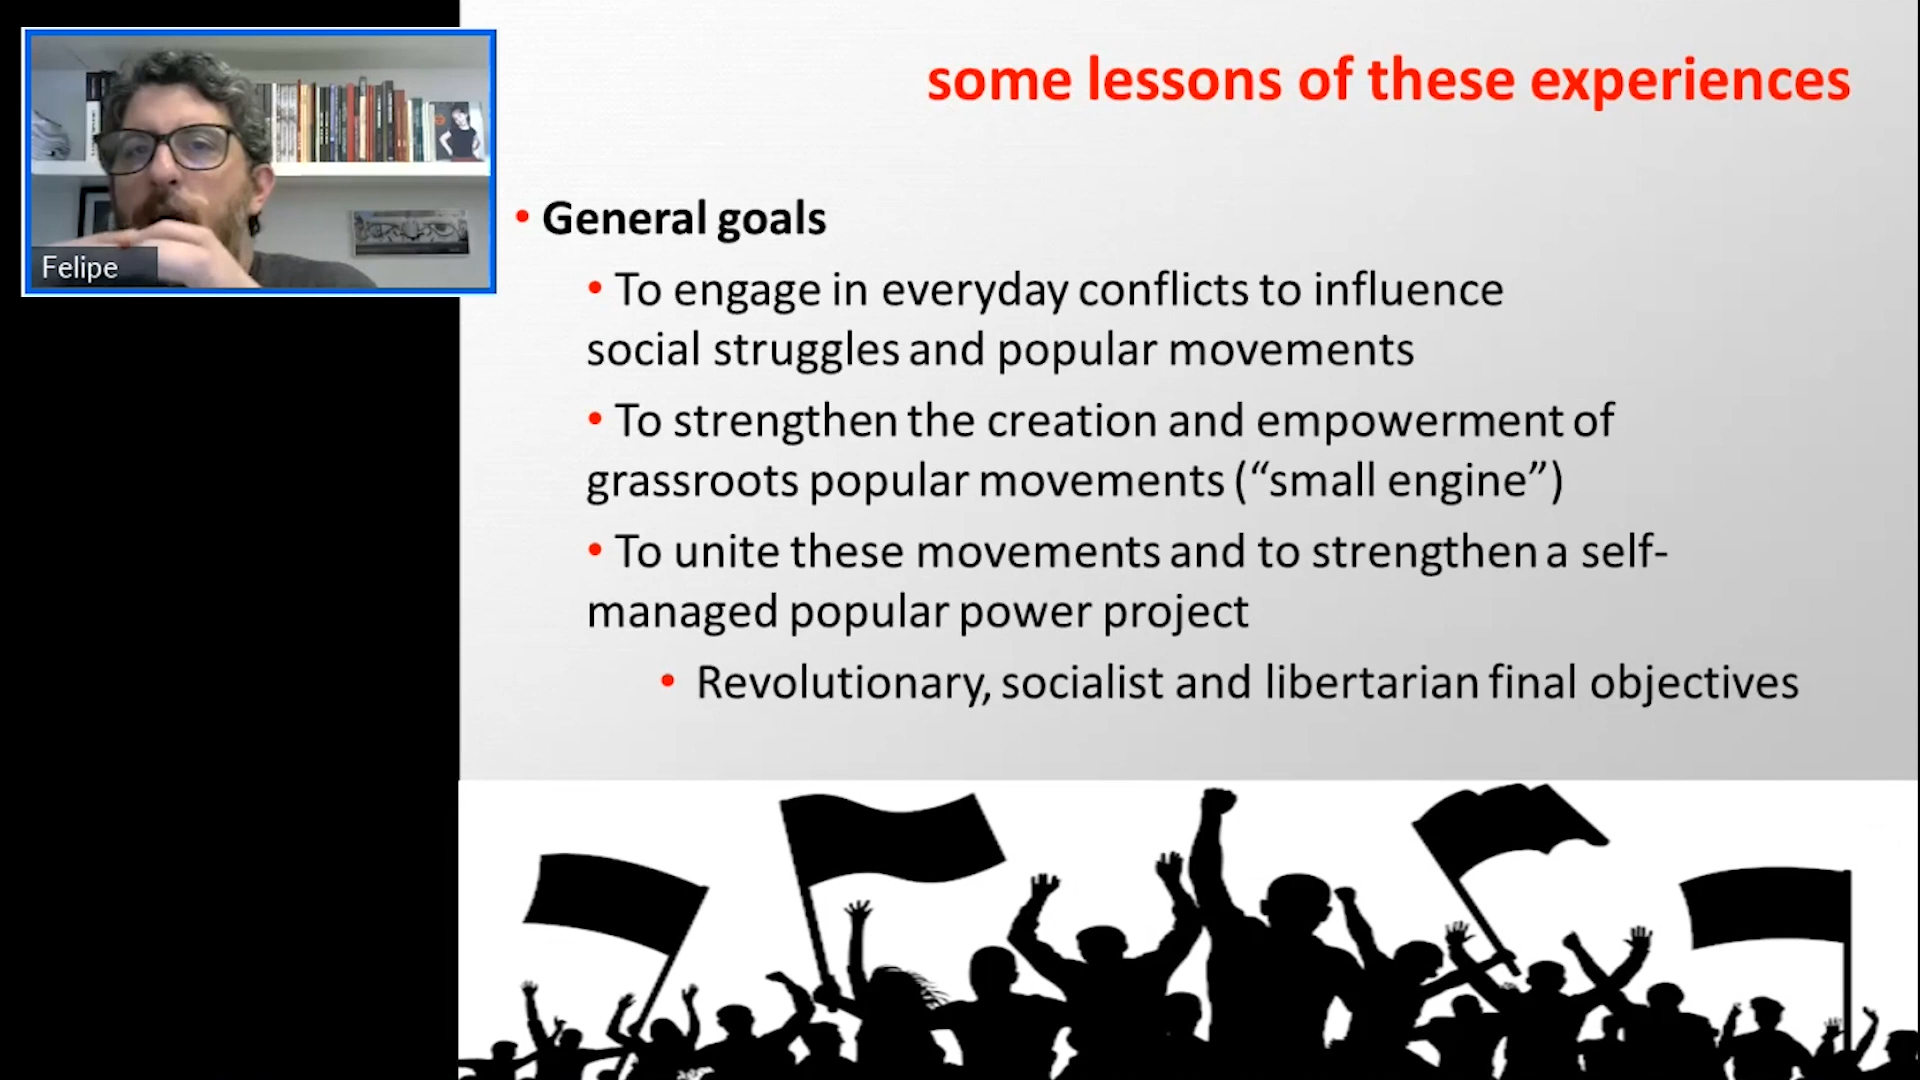 some lessons of these experiences
Felipe
• General goals
• To engage in everyday conflicts to influence
social struggles and popular movements
• To strengthen the creation and empowerment of
grassroots popular movements (“small engine”)
• To unite these movements and to strengthen a self-
managed popular power project
• Revolutionary, socialist and libertarian final objectives